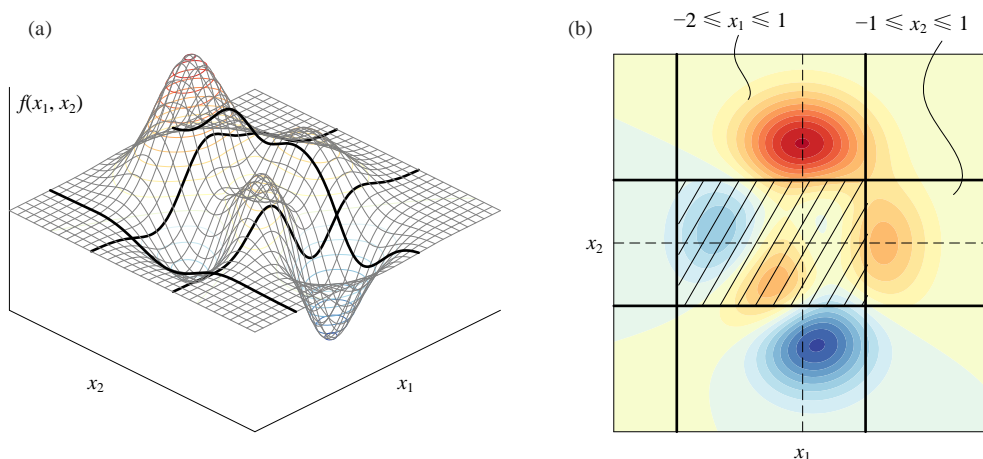 (a)
f(x₁, x₂)
x₂
x₁
(b)
−2 ⩽ x₁ ⩽ 1
−1 ⩽ x₂ ⩽ 1
x₂
x₁